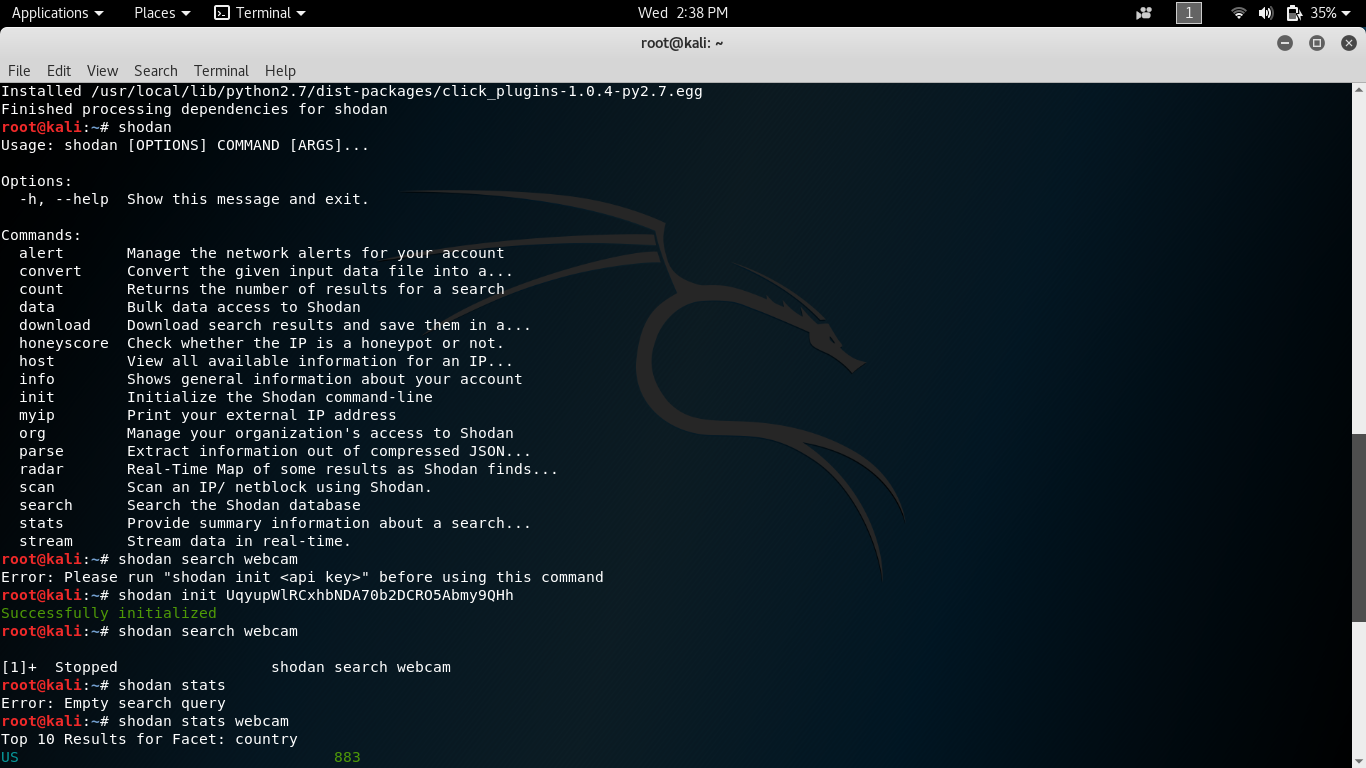 Applications Places Terminal Wed 2:38 PM 1 35%
root@kali: ~
File Edit View Search Terminal Help
Installed /usr/local/lib/python2.7/dist-packages/click_plugins-1.0.4-py2.7.egg
Finished processing dependencies for shodan
root@kali:~# shodan
Usage: shodan [OPTIONS] COMMAND [ARGS]...
Options:
-h, --help  Show this message and exit.
Commands:
alert       Manage the network alerts for your account
convert     Convert the given input data file into a...
count       Returns the number of results for a search
data        Bulk data access to Shodan
download    Download search results and save them in a...
honeyscore  Check whether the IP is a honeypot or not.
host        View all available information for an IP...
info        Shows general information about your account
init        Initialize the Shodan command-line
myip        Print your external IP address
org         Manage your organization's access to Shodan
parse       Extract information out of compressed JSON...
radar       Real-Time Map of some results as Shodan finds...
scan        Scan an IP/ netblock using Shodan.
search      Search the Shodan database
stats       Provide summary information about a search...
stream      Stream data in real-time.
root@kali:~# shodan search webcam
Error: Please run "shodan init <api key>" before using this command
root@kali:~# shodan init UqyupWlRCxhbNDA70b2DCRO5Abmy9QHh
Successfully initialized
root@kali:~# shodan search webcam
[1]+  Stopped                 shodan search webcam
root@kali:~# shodan stats
Error: Empty search query
root@kali:~# shodan stats webcam
Top 10 Results for Facet: country
US                                   883